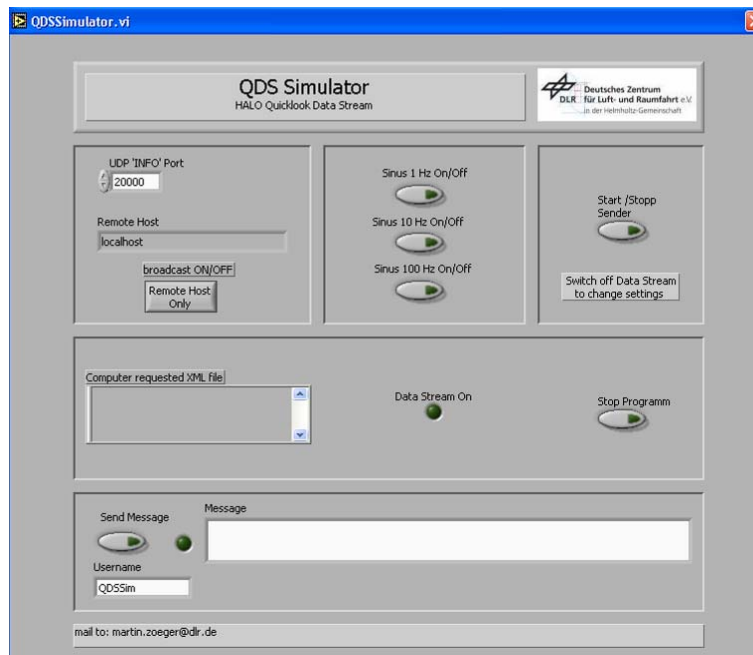 QDSSimulator.vi
QDS Simulator
HALO Quicklook Data Stream
DLR
Deutsches Zentrum
für Luft- und Raumfahrt e.V.
in der Helmholtz-Gemeinschaft
UDP 'INFO' Port
20000
Remote Host
localhost
broadcast ON/OFF
Remote Host
Only
Sinus 1 Hz On/Off
Sinus 10 Hz On/Off
Sinus 100 Hz On/Off
Start /Stopp
Sender
Switch off Data Stream
to change settings
Computer requested XML file
Data Stream On
Stop Programm
Send Message
Message
Username
QDSSim
mail to: martin.zoeger@dlr.de